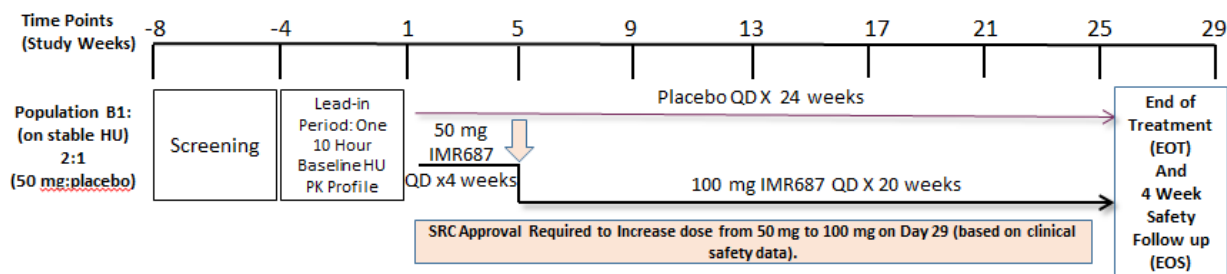 Time Points
(Study Weeks)
-8 -4 1 5 9 13 17 21 25 29
Population B1:
(on stable HU)
2:1
(50 mg:placebo)
Screening
Lead-in
Period: One
10 Hour
Baseline HU
PK Profile
Placebo QD X 24 weeks
50 mg
IMR687
QD x4 weeks
100 mg IMR687 QD X 20 weeks
SRC Approval Required to Increase dose from 50 mg to 100 mg on Day 29 (based on clinical
safety data).
End of
Treatment
(EOT)
And
4 Week
Safety
Follow up
(EOS)